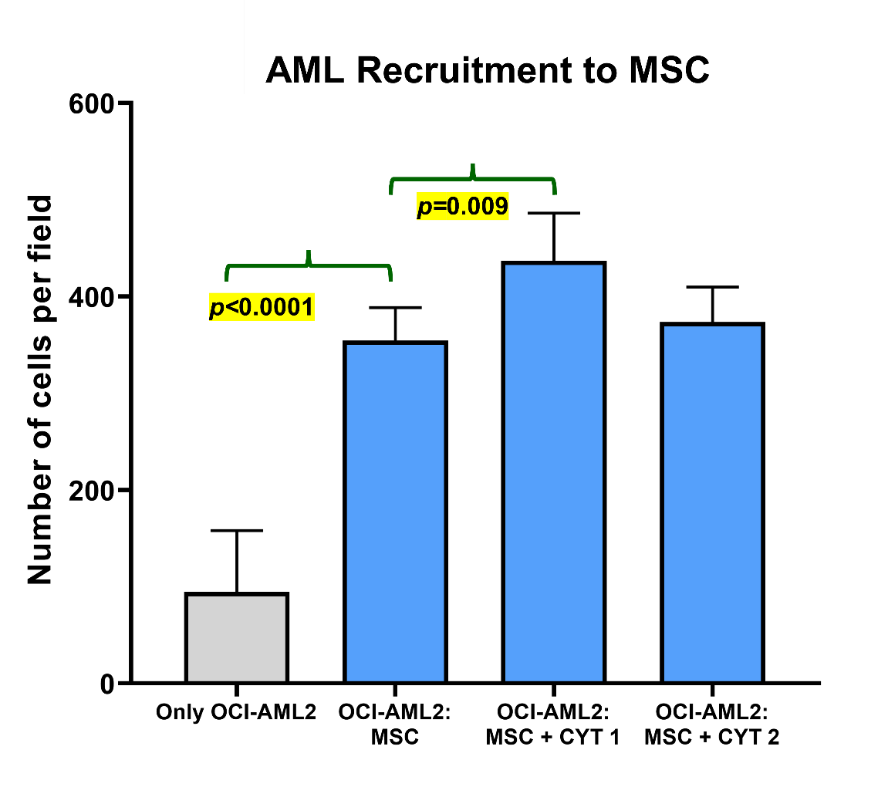 AML Recruitment to MSC
Number of cells per field
600
400
200
0
p<0.0001
p=0.009
Only OCI-AML2
OCI-AML2:
MSC
OCI-AML2:
MSC + CYT 1
OCI-AML2:
MSC + CYT 2